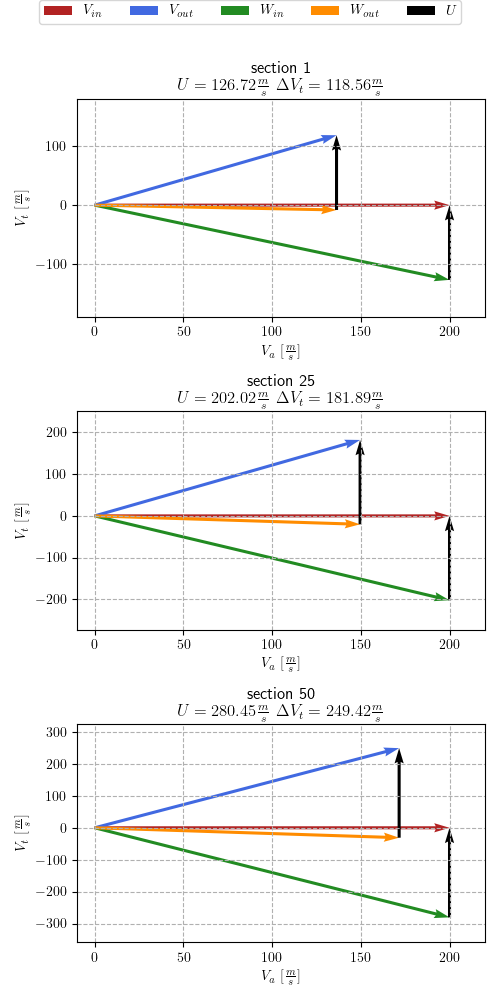 V_in V_out W_in W_out U
section 1
U = 126.72 m/s ΔV_t = 118.56 m/s
100
0
−100
V_t [m/s]
0 50 100 150 200
V_a [m/s]
section 25
U = 202.02 m/s ΔV_t = 181.89 m/s
200
100
0
−100
−200
V_t [m/s]
0 50 100 150 200
V_a [m/s]
section 50
U = 280.45 m/s ΔV_t = 249.42 m/s
300
200
100
0
−100
−200
−300
V_t [m/s]
0 50 100 150 200
V_a [m/s]